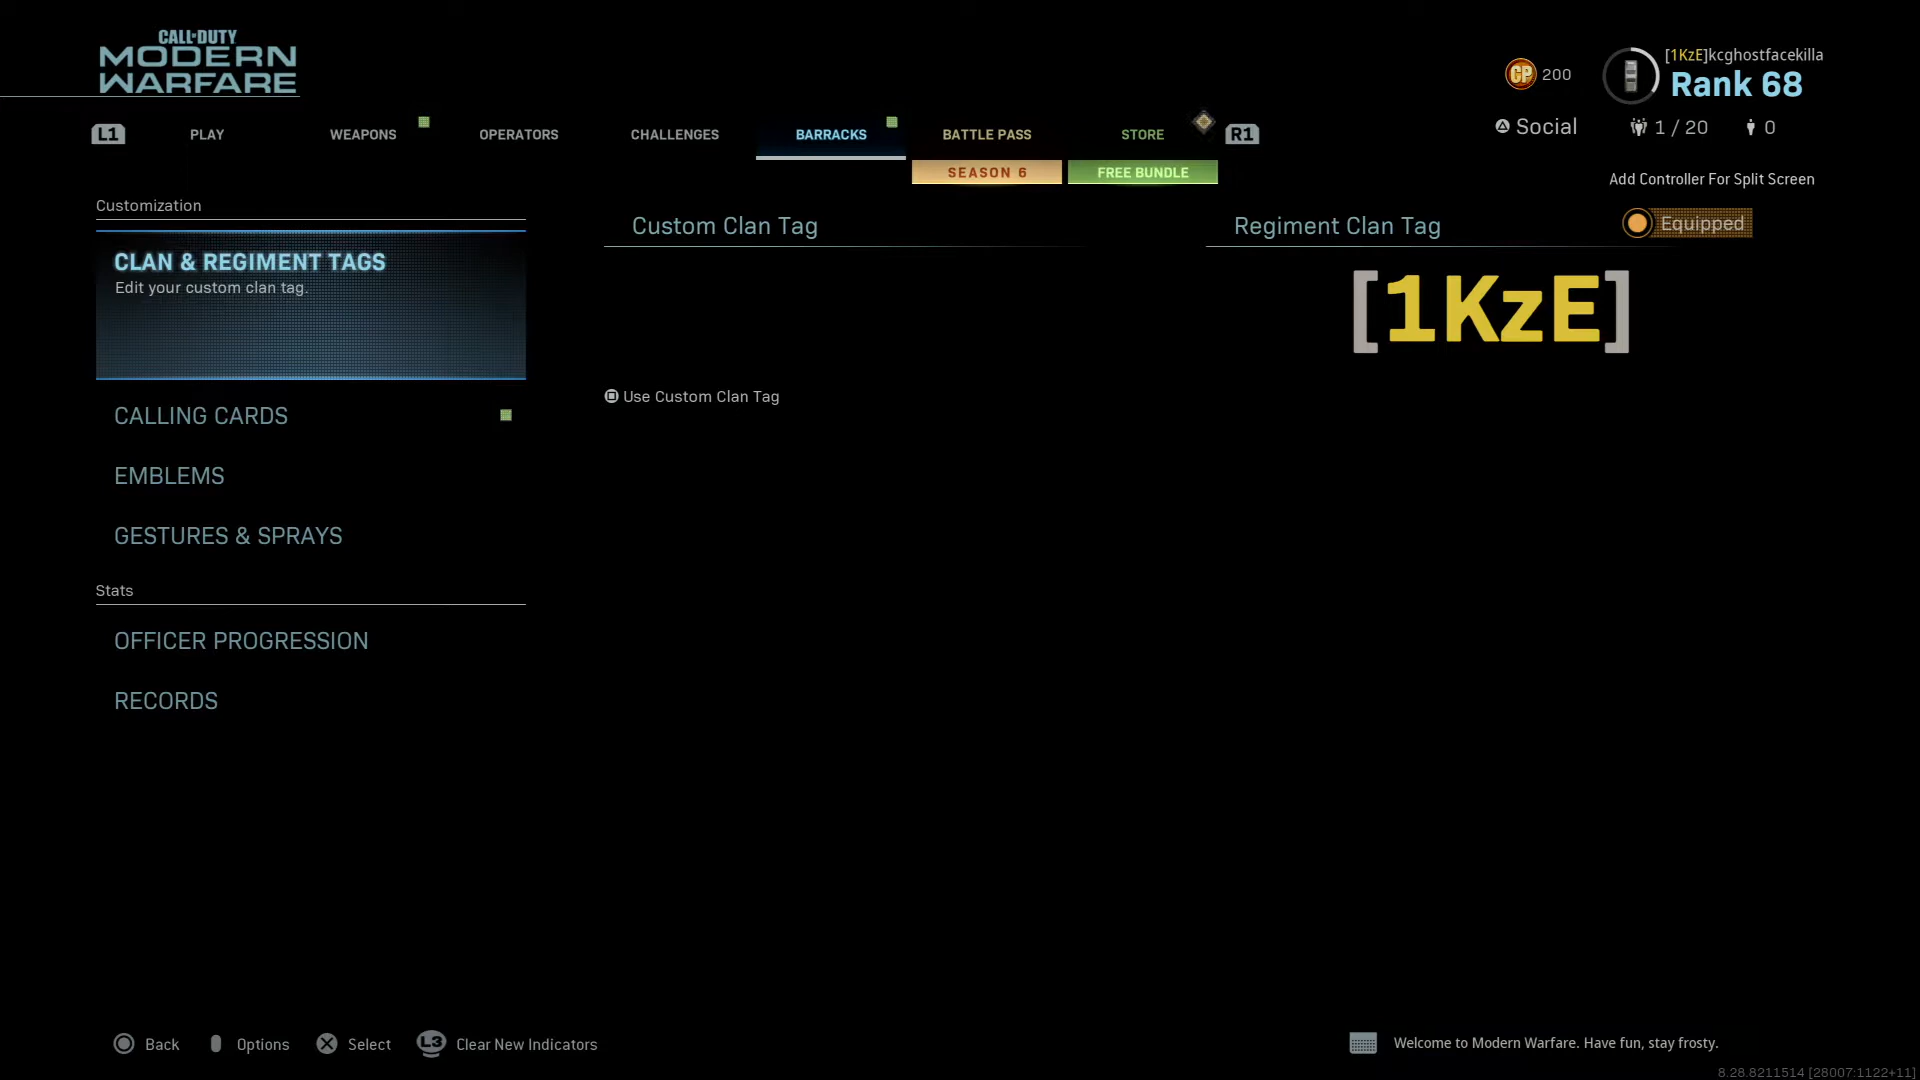 CALL OF DUTY
MODERN
WARFARE
[1KzE]kcghostfacekilla
CP 200
Rank 68
L1 PLAY WEAPONS OPERATORS CHALLENGES BARRACKS BATTLE PASS STORE R1
Social 1 / 20 0
SEASON 6 FREE BUNDLE
Add Controller For Split Screen
Customization
Custom Clan Tag
Regiment Clan Tag Equipped
CLAN & REGIMENT TAGS
Edit your custom clan tag.
[1KzE]
Use Custom Clan Tag
CALLING CARDS
EMBLEMS
GESTURES & SPRAYS
Stats
OFFICER PROGRESSION
RECORDS
Back Options Select L3 Clear New Indicators
Welcome to Modern Warfare. Have fun, stay frosty.
8.28.8211514 [28007:1122+11]